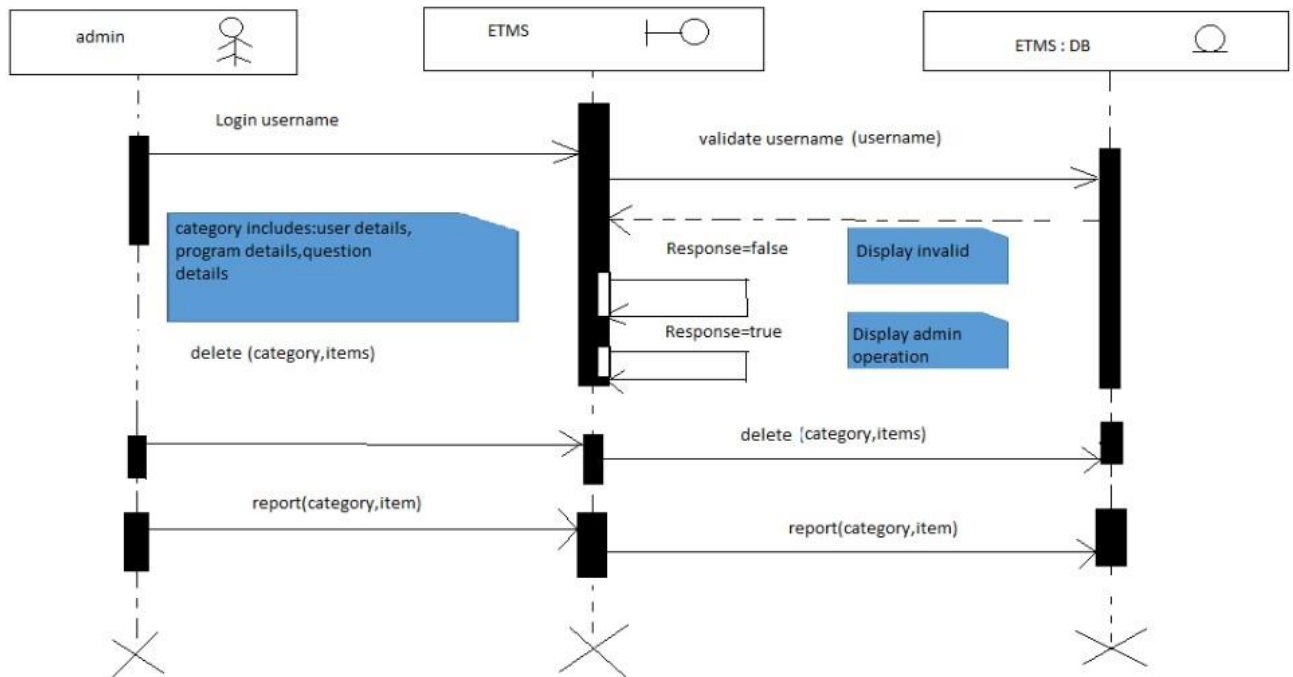 admin
ETMS
ETMS : DB
Login username
validate username (username)
category includes:user details,
program details,question
details
Response=false
Display invalid
Response=true
Display admin
operation
delete (category,items)
delete (category,items)
report(category,item)
report(category,item)